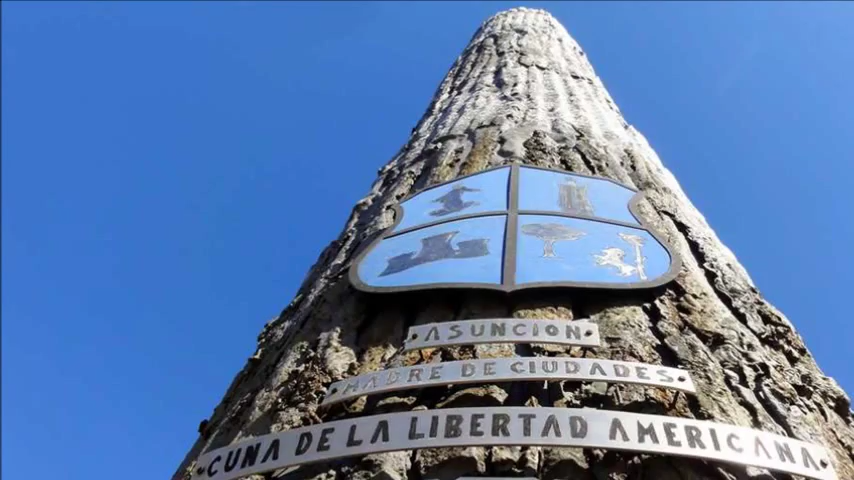 ASUNCION
MADRE DE CIUDADES
CUNA DE LA LIBERTAD AMERICANA